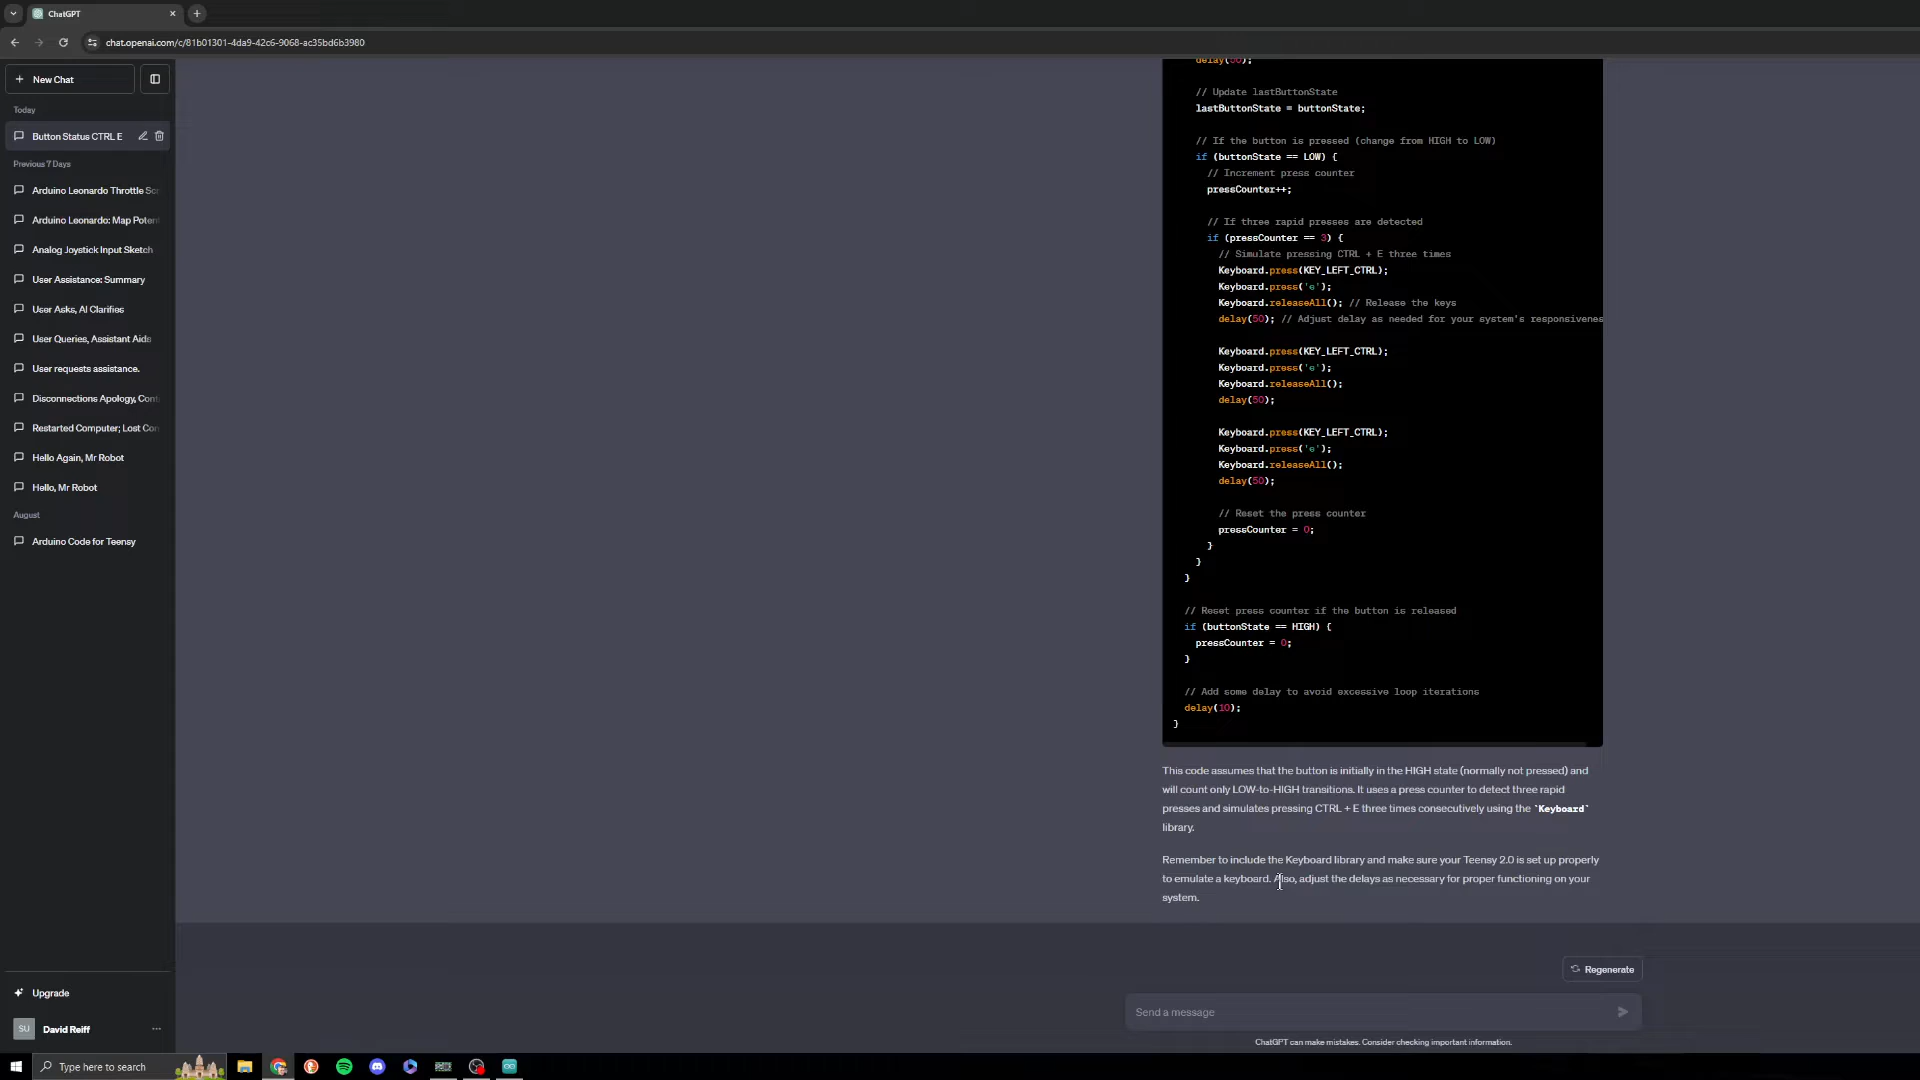 ChatGPT
chat.openai.com/c/81b01301-4da9-42c6-9068-ac35bd6b3980
New Chat
Today
Button Status CTRL E
Previous 7 Days
Arduino Leonardo Throttle Scr
Arduino Leonardo: Map Poten
Analog Joystick Input Sketch
User Assistance: Summary
User Asks, AI Clarifies
User Queries, Assistant Aids
User requests assistance.
Disconnections Apology, Cont
Restarted Computer; Lost Con
Hello Again, Mr Robot
Hello, Mr Robot
August
Arduino Code for Teensy
Upgrade
SU
David Reiff
delay(50);
// Update lastButtonState
lastButtonState = buttonState;
// If the button is pressed (change from HIGH to LOW)
if (buttonState == LOW) {
// Increment press counter
pressCounter++;
// If three rapid presses are detected
if (pressCounter == 3) {
// Simulate pressing CTRL + E three times
Keyboard.press(KEY_LEFT_CTRL);
Keyboard.press('e');
Keyboard.releaseAll(); // Release the keys
delay(50); // Adjust delay as needed for your system's responsivenes
Keyboard.press(KEY_LEFT_CTRL);
Keyboard.press('e');
Keyboard.releaseAll();
delay(50);
Keyboard.press(KEY_LEFT_CTRL);
Keyboard.press('e');
Keyboard.releaseAll();
delay(50);
// Reset the press counter
pressCounter = 0;
}
}
}
// Reset press counter if the button is released
if (buttonState == HIGH) {
pressCounter = 0;
}
// Add some delay to avoid excessive loop iterations
delay(10);
}
This code assumes that the button is initially in the HIGH state (normally not pressed) and
will count only LOW-to-HIGH transitions. It uses a press counter to detect three rapid
presses and simulates pressing CTRL + E three times consecutively using the `Keyboard`
library.
Remember to include the Keyboard library and make sure your Teensy 2.0 is set up properly
to emulate a keyboard. Also, adjust the delays as necessary for proper functioning on your
system.
Regenerate
Send a message
ChatGPT can make mistakes. Consider checking important information.
Type here to search